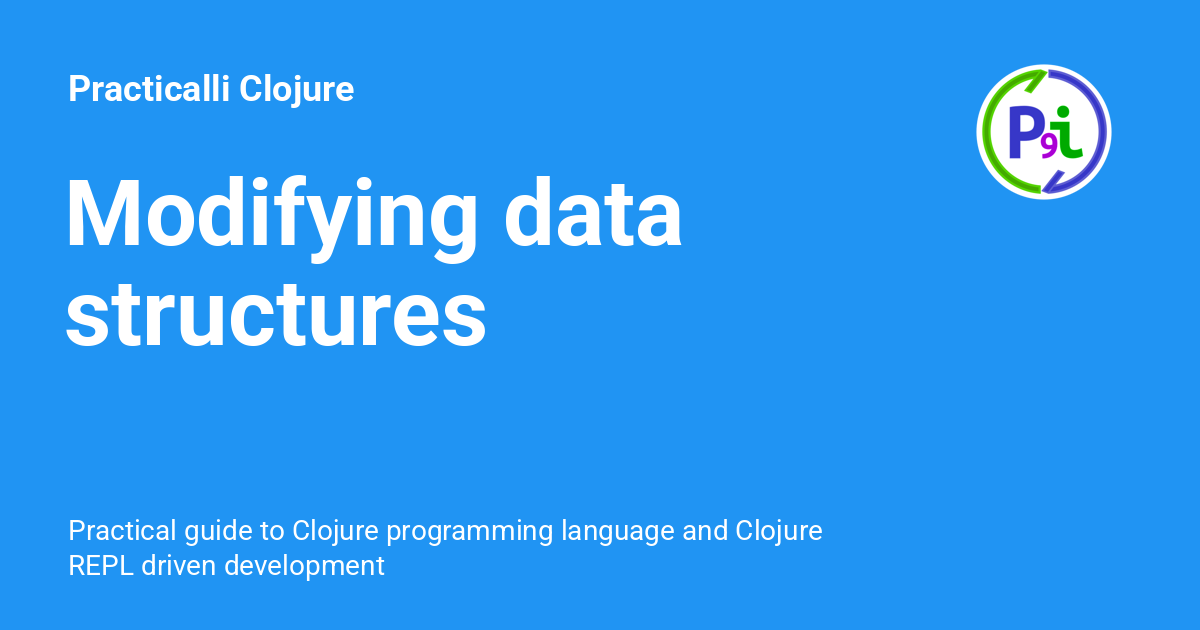 Practicalli Clojure
P9i
Modifying data
structures
Practical guide to Clojure programming language and Clojure
REPL driven development